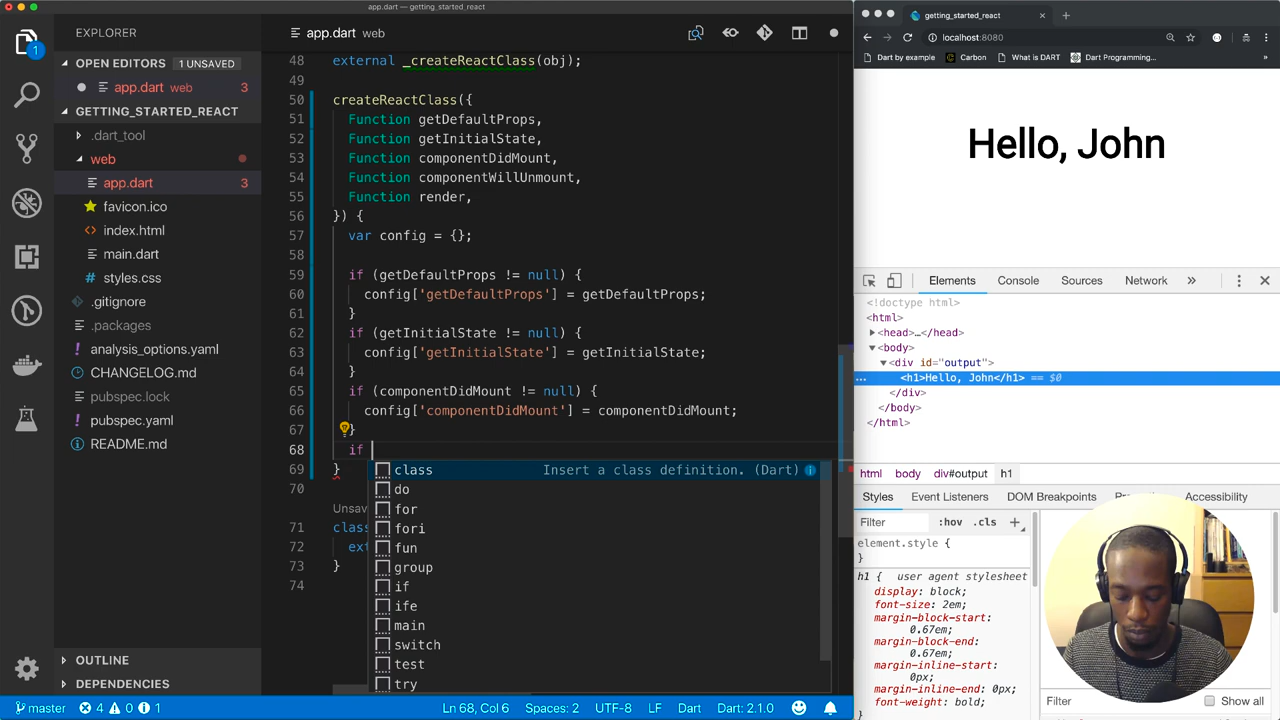 app.dart — getting_started_react
EXPLORER
OPEN EDITORS 1 UNSAVED
app.dart web 3
GETTING_STARTED_REACT
.dart_tool
web
app.dart 3
favicon.ico
index.html
main.dart
styles.css
.gitignore
.packages
analysis_options.yaml
CHANGELOG.md
pubspec.lock
pubspec.yaml
README.md
OUTLINE
DEPENDENCIES
1
app.dart web
48 external _createReactClass(obj);
49
50 createReactClass({
51 Function getDefaultProps,
52 Function getInitialState,
53 Function componentDidMount,
54 Function componentWillUnmount,
55 Function render,
56 }) {
57 var config = {};
58
59 if (getDefaultProps != null) {
60 config['getDefaultProps'] = getDefaultProps;
61 }
62 if (getInitialState != null) {
63 config['getInitialState'] = getInitialState;
64 }
65 if (componentDidMount != null) {
66 config['componentDidMount'] = componentDidMount;
67 }
68 if
69 }
70
Unsav
71 class
72 ext
73 }
74
class Insert a class definition. (Dart)
do
for
fori
fun
group
if
ife
main
switch
test
try
master 4 0 1 Ln 68, Col 6 Spaces: 2 UTF-8 LF Dart Dart: 2.1.0
getting_started_react
localhost:8080
Dart by example Carbon What is DART Dart Programming... »
Hello, John
Elements Console Sources Network »
<!doctype html>
<html>
<head>…</head>
<body>
<div id="output">
… <h1>Hello, John</h1> == $0
</div>
</body>
</html>
html body div#output h1
Styles Event Listeners DOM Breakpoints Accessibility
Filter :hov .cls +
element.style {
}
h1 { user agent stylesheet
display: block;
font-size: 2em;
margin-block-start:
0.67em;
margin-block-end:
0.67em;
margin-inline-start:
0px;
margin-inline-end: 0px;
font-weight: bold;
}
Filter Show all